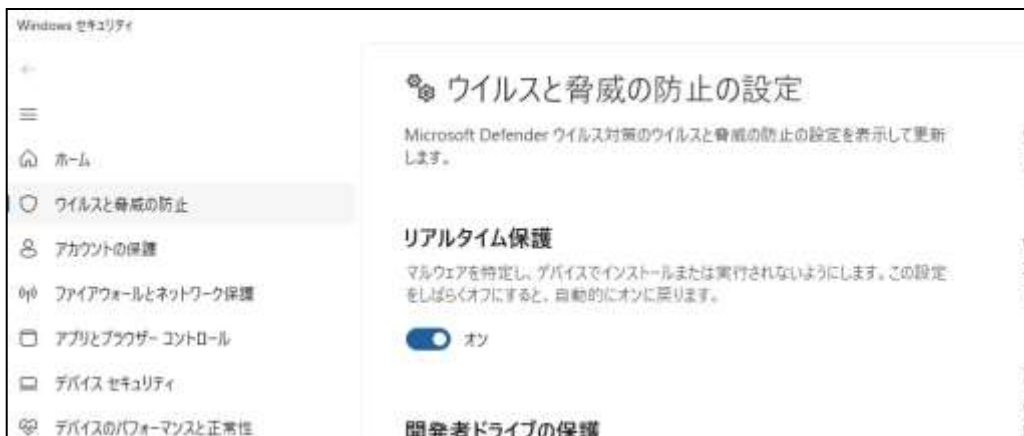 Windows セキュリティ
ホーム
ウイルスと脅威の防止
アカウントの保護
ファイアウォールとネットワーク保護
アプリとブラウザー コントロール
デバイス セキュリティ
デバイスのパフォーマンスと正常性
ウイルスと脅威の防止の設定
Microsoft Defender ウイルス対策のウイルスと脅威の防止の設定を表示して更新
します。
リアルタイム保護
マルウェアを特定し、デバイスでインストールまたは実行されないようにします。この設定
をしばらくオフにすると、自動的にオンに戻ります。
オン
開発者ドライブの保護